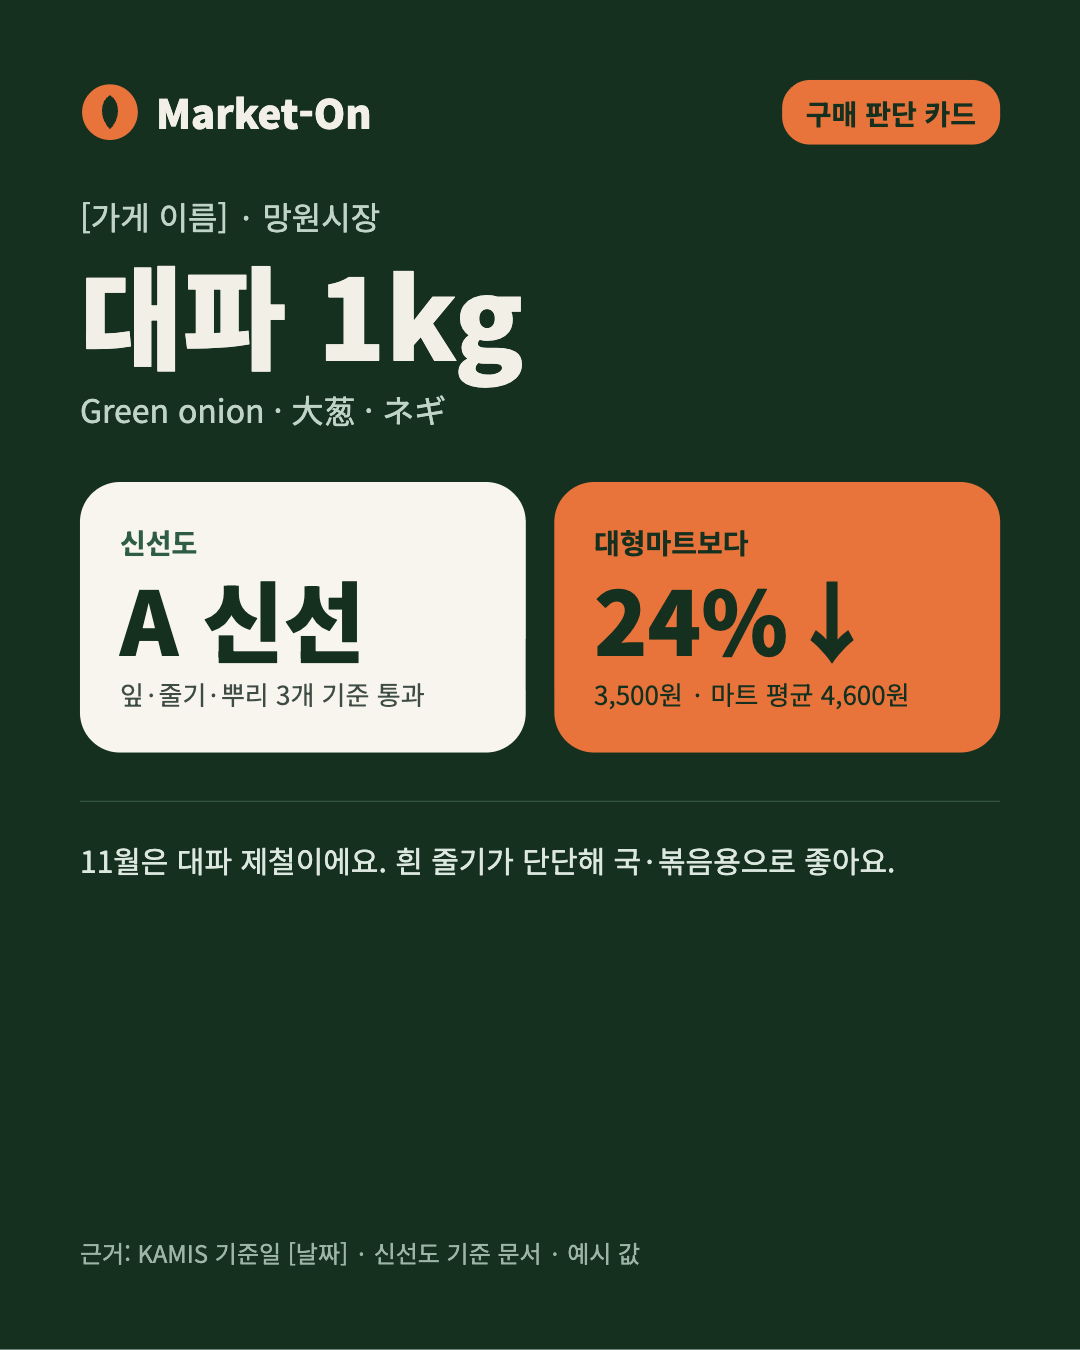 Market-On
구매 판단 카드
[가게 이름] · 망원시장
대파 1kg
Green onion · 大葱 · ネギ
신선도
A 신선
잎·줄기·뿌리 3개 기준 통과
대형마트보다
24%↓
3,500원 · 마트 평균 4,600원
11월은 대파 제철이에요. 흰 줄기가 단단해 국·볶음용으로 좋아요.
근거: KAMIS 기준일 [날짜] · 신선도 기준 문서 · 예시 값